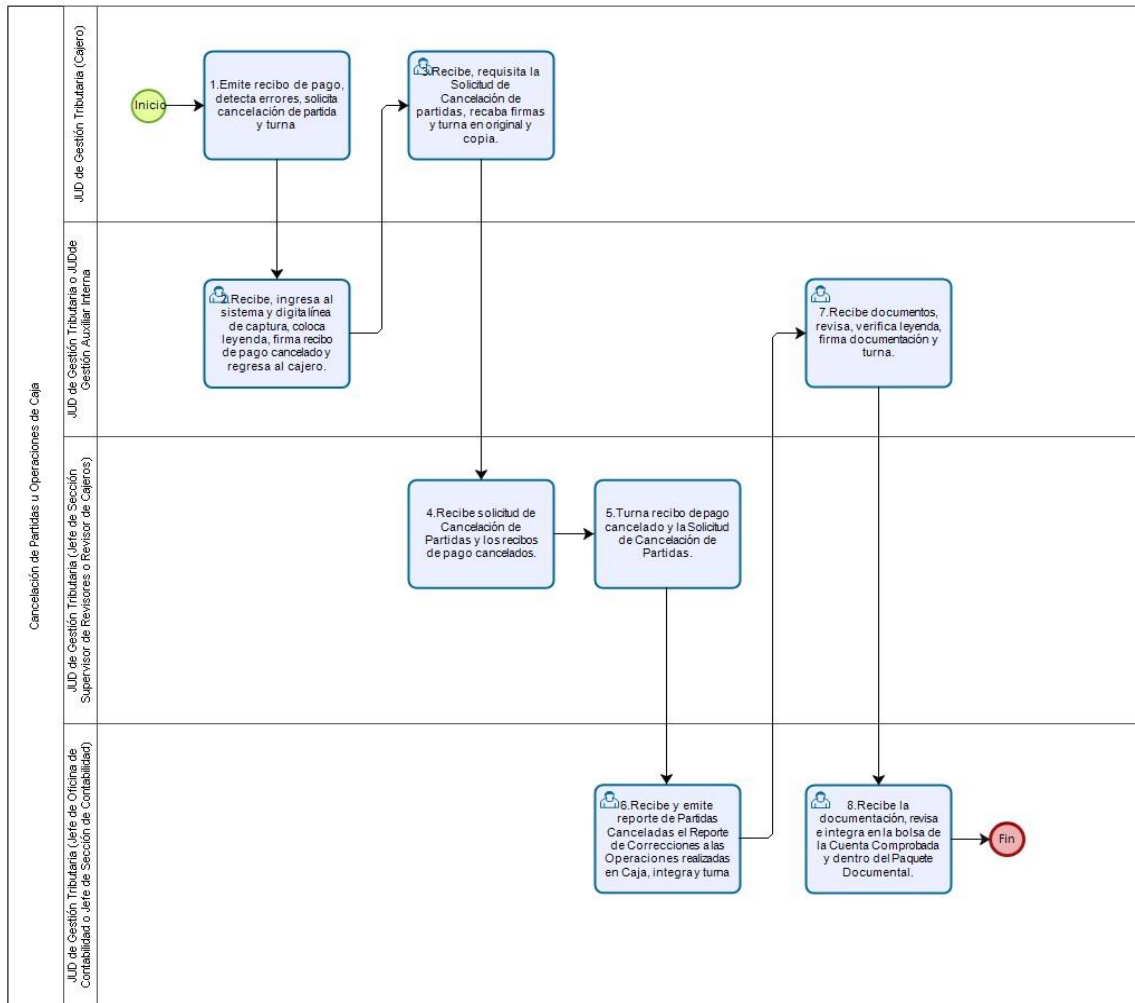 Cancelación de Partidas u Operaciones de Caja
JUD de Gestión Tributaria (Cajero)
Inicio
1.Emite recibo de pago,
detecta errores, solicita
cancelación de partida
y turna
3.Recibe, requisita la
Solicitud de
Cancelación de
partidas, recaba firmas
y turna en original y
copia.
JUD de Gestión Tributaria o JUDde
Gestión Auxiliar Interna
2.Recibe, ingresa al
sistema y digita línea
de captura, coloca
leyenda, firma recibo
de pago cancelado y
regresa al cajero.
7.Recibe documentos,
revisa, verifica leyenda,
firma documentación y
turna.
JUD de Gestión Tributaria (Jefe de Sección
Supervisor de Revisores o Revisor de Cajeros)
4.Recibe solicitud de
Cancelación de
Partidas y los recibos
de pago cancelados.
5.Turna recibo de pago
cancelado y la Solicitud
de Cancelación de
Partidas.
JUD de Gestión Tributaria (Jefe de Oficina de
Contabilidad o Jefe de Sección de Contabilidad)
6.Recibe y emite
reporte de Partidas
Canceladas el Reporte
de Correcciones a las
Operaciones realizadas
en Caja, integra y turna
8.Recibe la
documentación, revisa
e integra en la bolsa de
la Cuenta Comprobada
y dentro del Paquete
Documental.
Fin